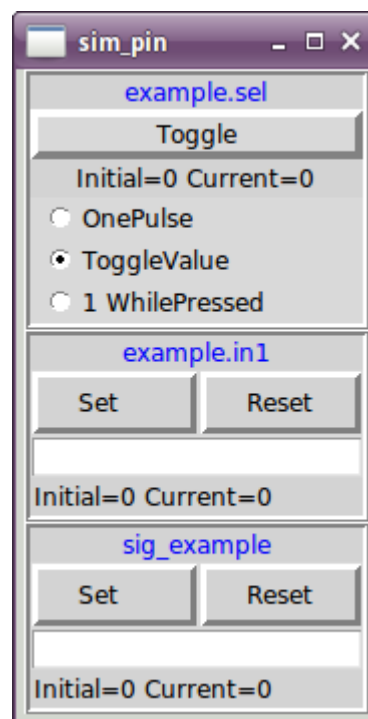 sim_pin
example.sel
Toggle
Initial=0 Current=0
OnePulse
ToggleValue
1 WhilePressed
example.in1
Set Reset
Initial=0 Current=0
sig_example
Set Reset
Initial=0 Current=0